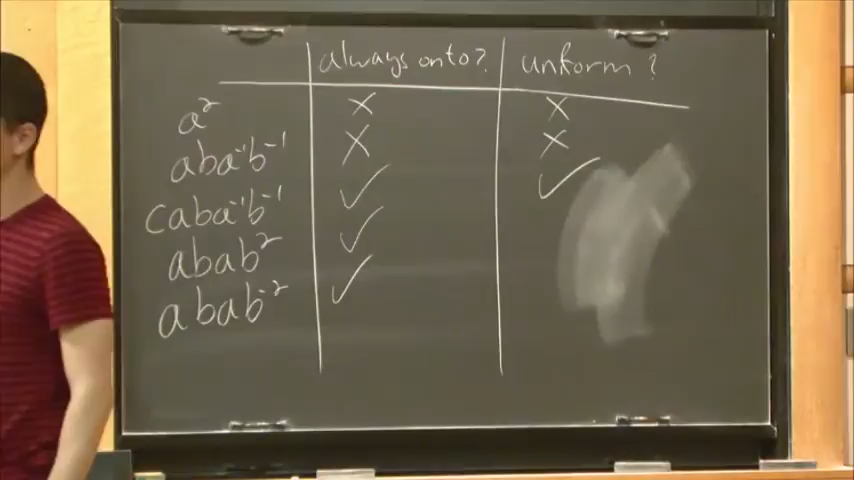 always onto? uniform?
a² × ×
aba⁻¹b⁻¹ × ×
caba⁻¹b⁻¹ ✓ ✓
abab² ✓
abab⁻² ✓